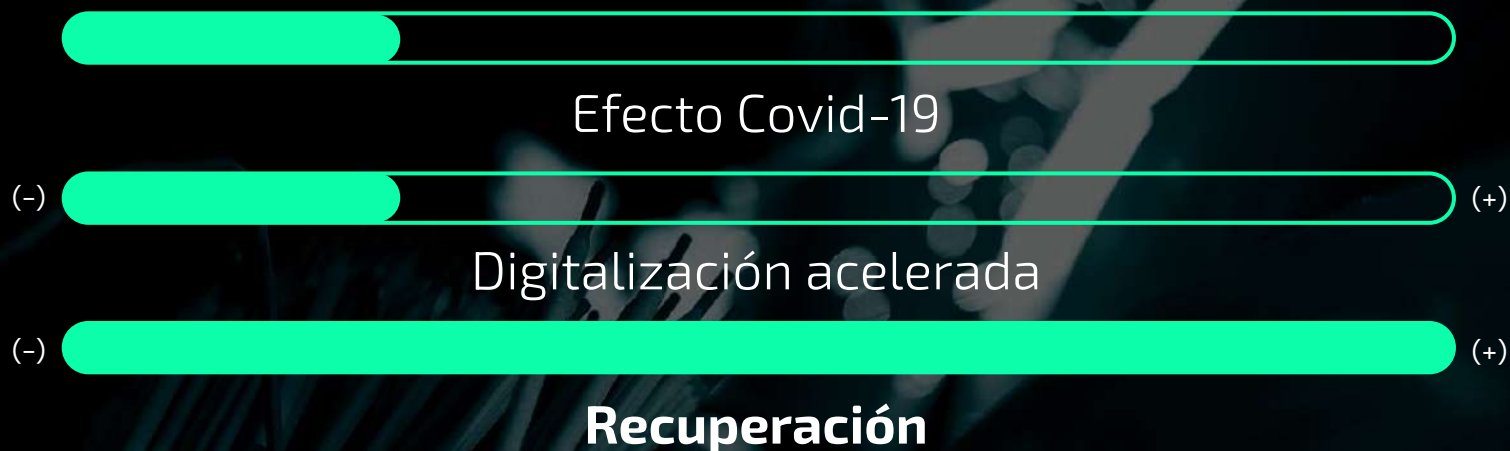 Efecto Covid-19
(-) (+)
Digitalización acelerada
(-) (+)
Recuperación